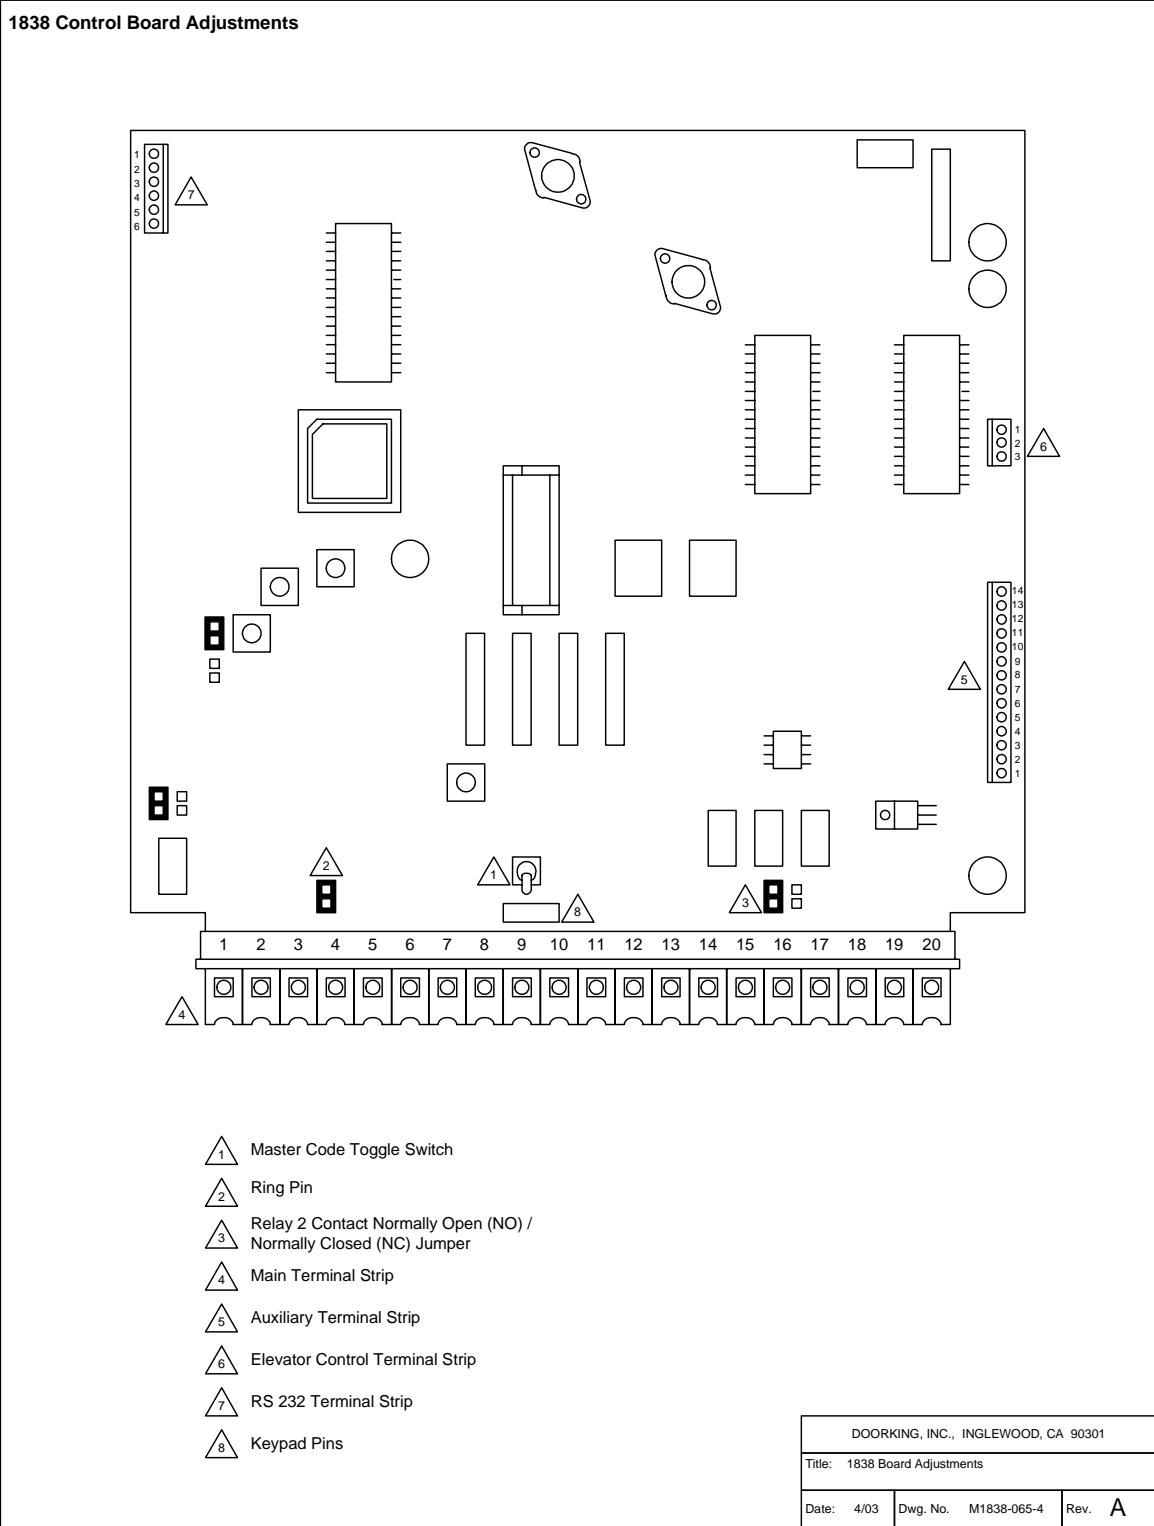 1838 Control Board Adjustments
1
2
3
4
5
6
7
1
2
3
6
14
13
12
11
10
9
8
7
6
5
4
3
2
1
5
2
1
8
3
1 2 3 4 5 6 7 8 9 10 11 12 13 14 15 16 17 18 19 20
4
1 Master Code Toggle Switch
2 Ring Pin
3 Relay 2 Contact Normally Open (NO) /
Normally Closed (NC) Jumper
4 Main Terminal Strip
5 Auxiliary Terminal Strip
6 Elevator Control Terminal Strip
7 RS 232 Terminal Strip
8 Keypad Pins
DOORKING, INC., INGLEWOOD, CA 90301
Title: 1838 Board Adjustments
Date: 4/03 Dwg. No. M1838-065-4 Rev. A